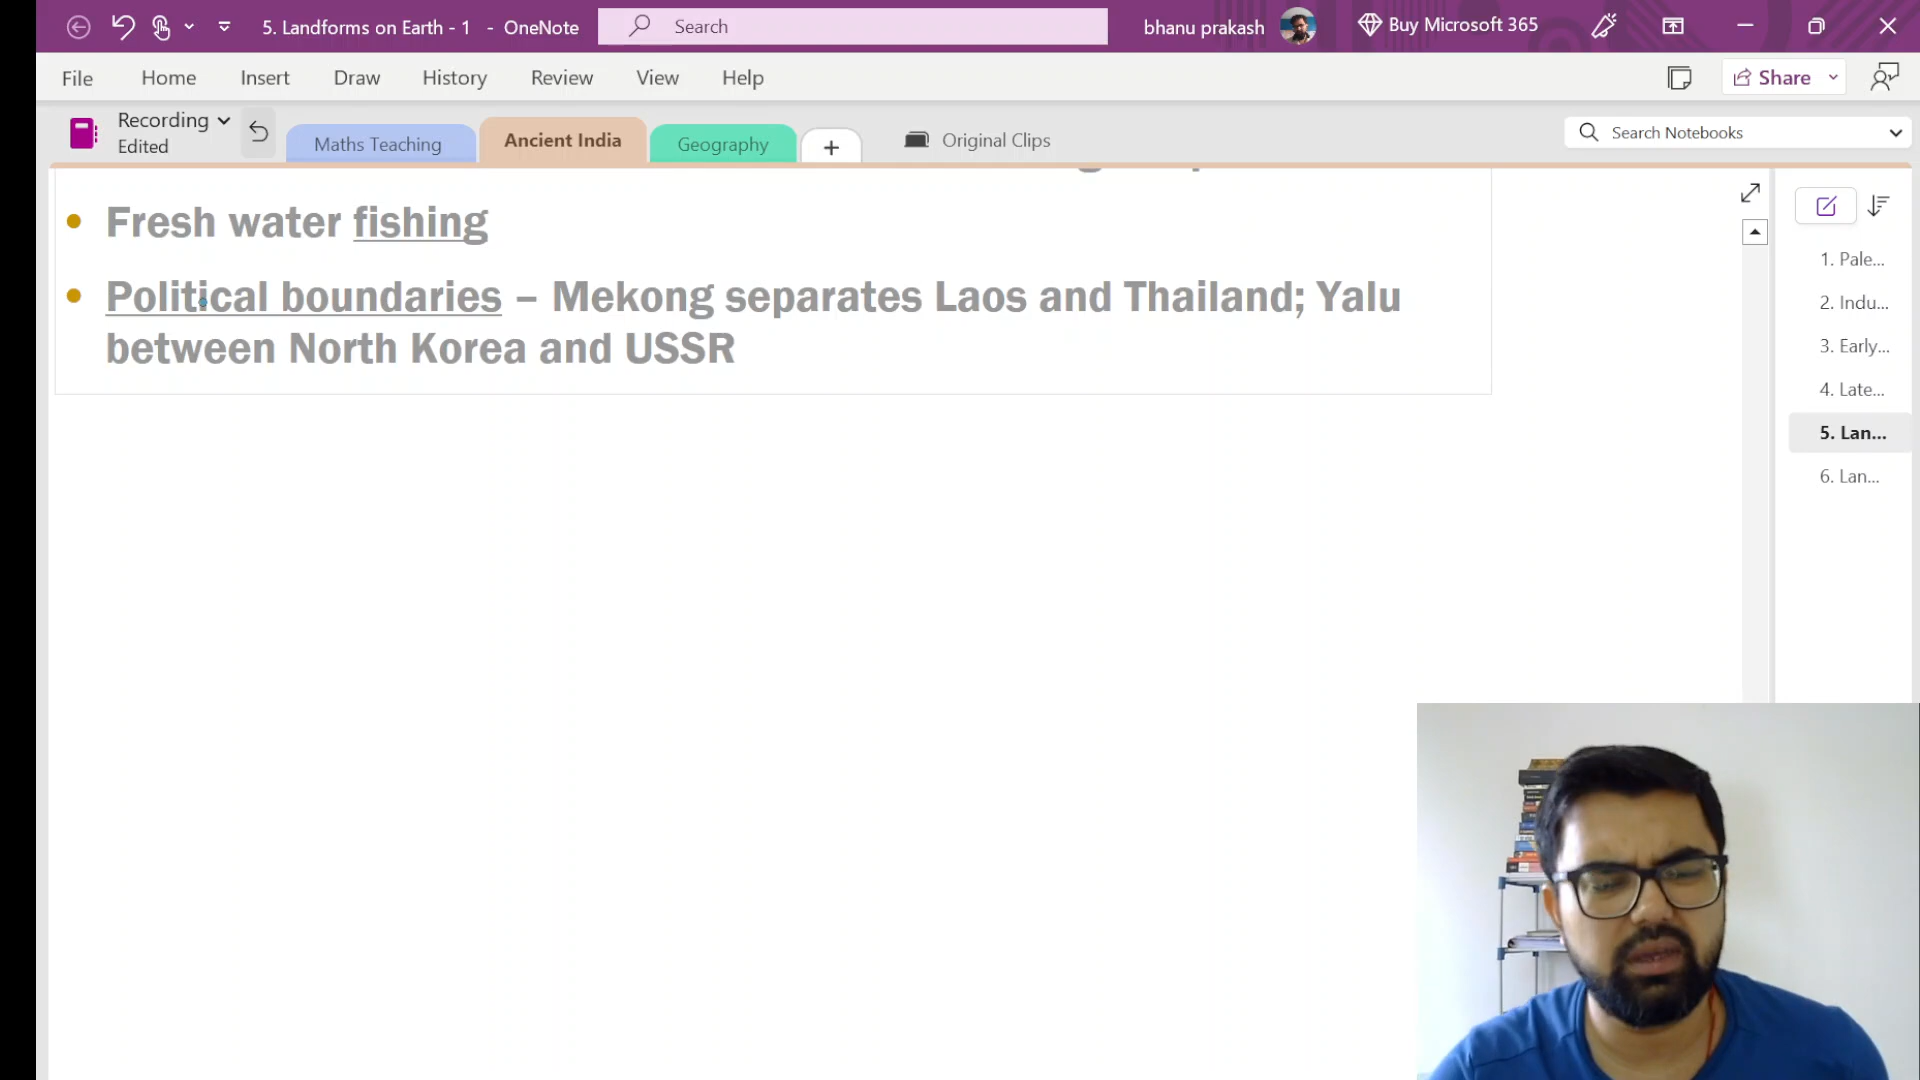 5. Landforms on Earth - 1 - OneNote
Search
bhanu prakash
Buy Microsoft 365
File Home Insert Draw History Review View Help
Share
Recording
Edited
Maths Teaching
Ancient India
Geography
+
Original Clips
Search Notebooks
• Fresh water fishing
• Political boundaries – Mekong separates Laos and Thailand; Yalu
between North Korea and USSR
1. Pale...
2. Indu...
3. Early...
4. Late...
5. Lan...
6. Lan...